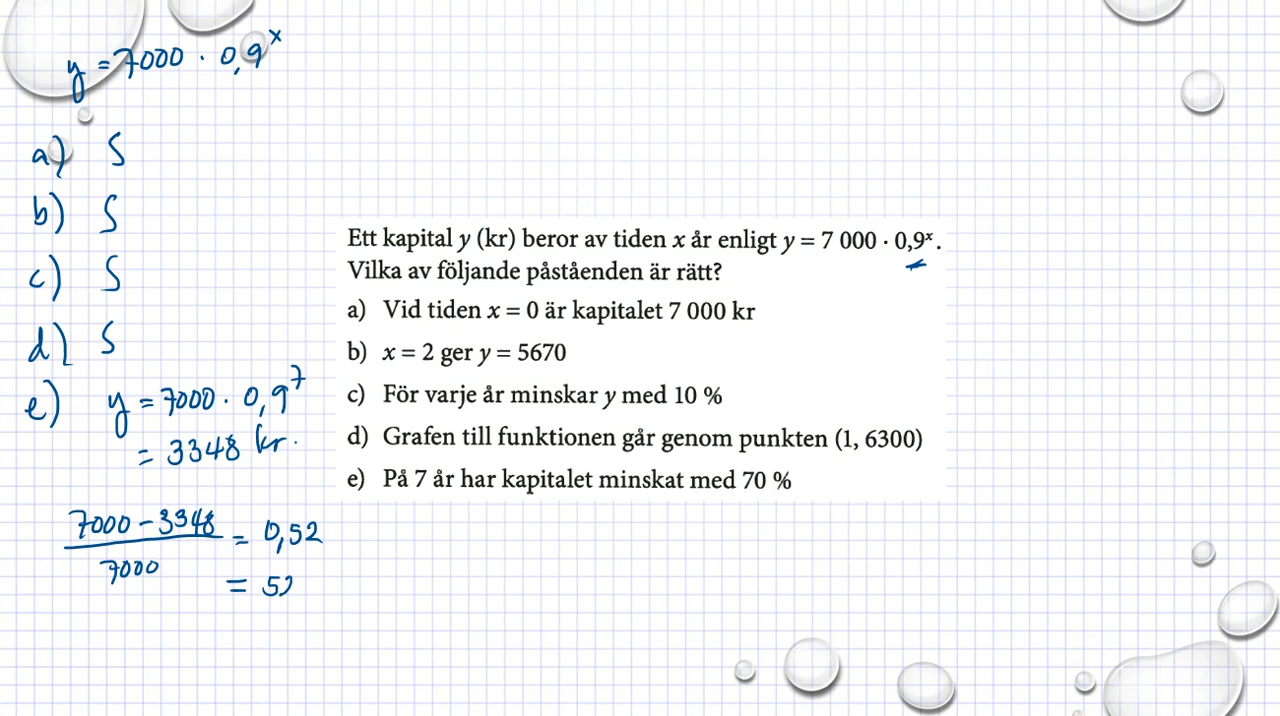 y = 7000 · 0,9^x
a) S
b) S
c) S
d) S
e) y = 7000 · 0,9^7
= 3348 kr.
7000 - 3348
7000
= 0,52
= 52
Ett kapital y (kr) beror av tiden x år enligt y = 7 000 · 0,9^x.
Vilka av följande påståenden är rätt?
a) Vid tiden x = 0 är kapitalet 7 000 kr
b) x = 2 ger y = 5670
c) För varje år minskar y med 10 %
d) Grafen till funktionen går genom punkten (1, 6300)
e) På 7 år har kapitalet minskat med 70 %